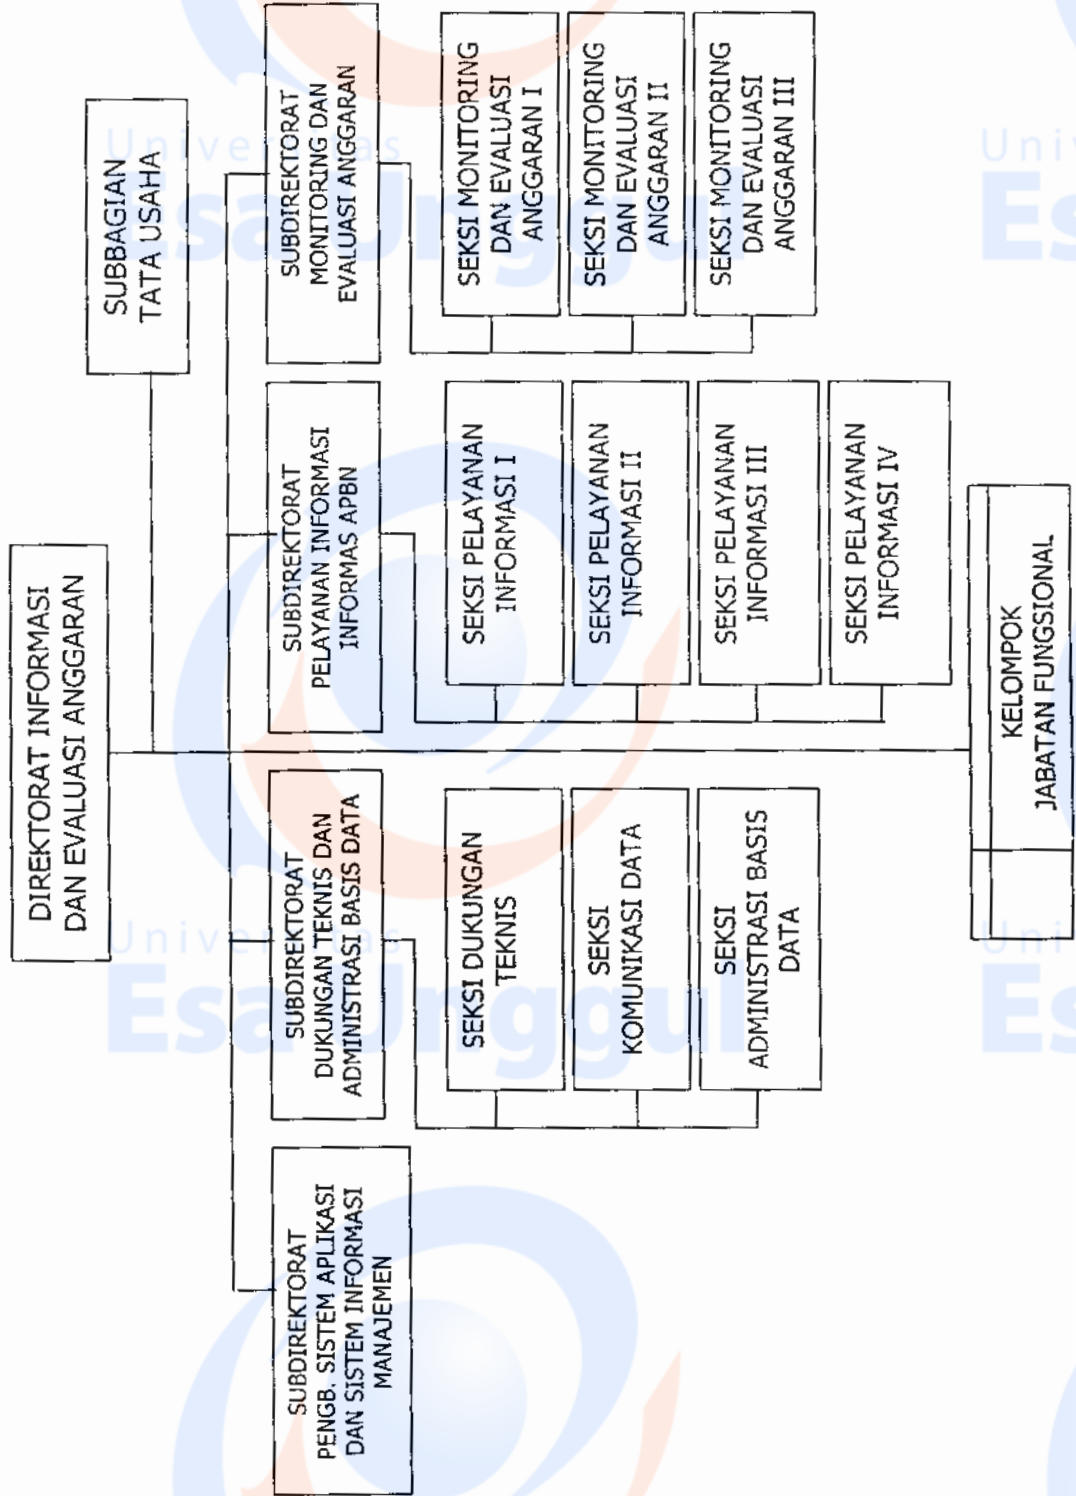 DIREKTORAT INFORMASI
DAN EVALUASI ANGGARAN
SUBBAGIAN
TATA USAHA
SUBDIREKTORAT
PENGB. SISTEM APLIKASI
DAN SISTEM INFORMASI
MANAJEMEN
SUBDIREKTORAT
DUKUNGAN TEKNIS DAN
ADMINISTRASI BASIS DATA
SUBDIREKTORAT
PELAYANAN INFORMASI
INFORMAS APBN
SUBDIREKTORAT
MONITORING DAN
EVALUASI ANGGARAN
SEKSI DUKUNGAN
TEKNIS
SEKSI
KOMUNIKASI DATA
SEKSI
ADMINISTRASI BASIS
DATA
SEKSI PELAYANAN
INFORMASI I
SEKSI PELAYANAN
INFORMASI II
SEKSI PELAYANAN
INFORMASI III
SEKSI PELAYANAN
INFORMASI IV
SEKSI MONITORING
DAN EVALUASI
ANGGARAN I
SEKSI MONITORING
DAN EVALUASI
ANGGARAN II
SEKSI MONITORING
DAN EVALUASI
ANGGARAN III
KELOMPOK
JABATAN FUNGSIONAL
Universitas
Esa Unggul
Univ
Es
Universitas
Esa Unggul
Uni
Es